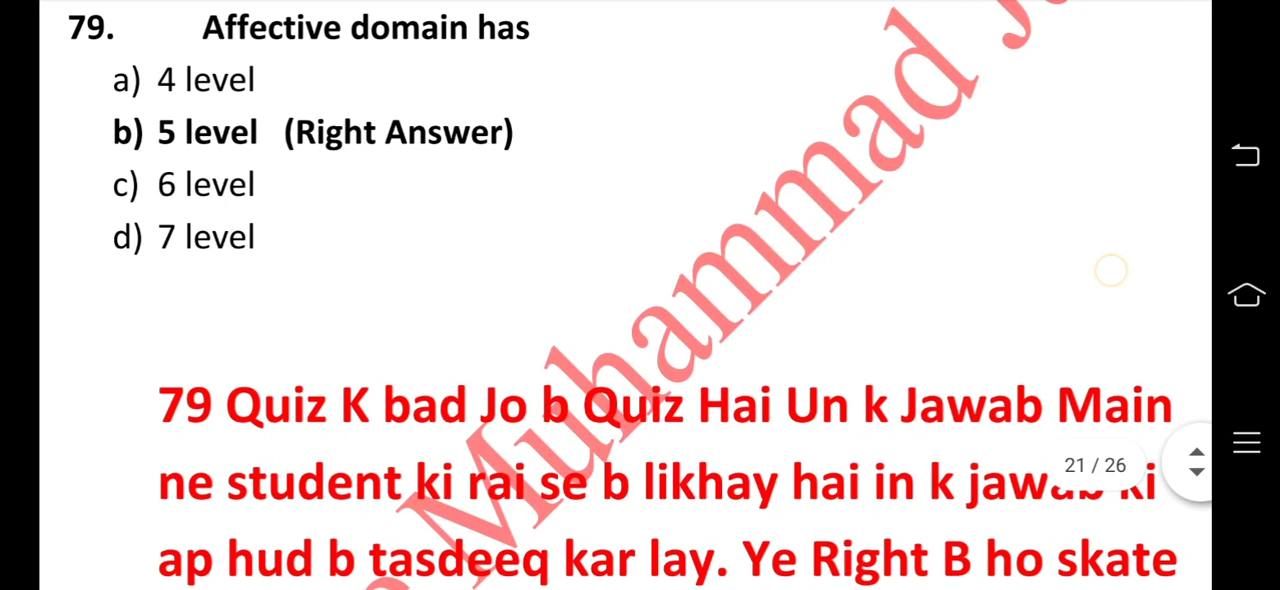 79. Affective domain has
a) 4 level
b) 5 level (Right Answer)
c) 6 level
d) 7 level
Muhammad
79 Quiz K bad Jo b Quiz Hai Un k Jawab Main
ne student ki rai se b likhay hai in k ki
21 / 26
ap hud b tasdeeq kar lay. Ye Right B ho skate